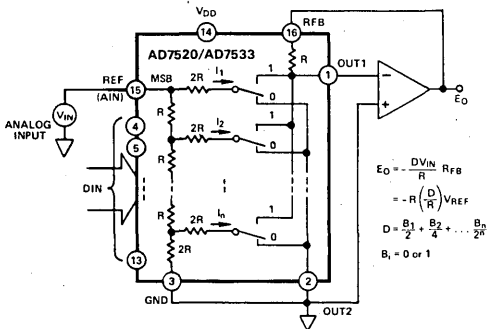 VDD
RFB
14
16
AD7520/AD7533
R
OUT1
1
REF
(AIN)
15
MSB
2R
I1
1
0
−
+
EO
VIN
ANALOG
INPUT
R
4
5
2R
I2
1
0
R
DIN
R
2R
In
1
0
2R
13
3
2
GND
OUT2
EO = − DVIN/R RFB
= −R (D/R) VREF
D = B1/2 + B2/4 + ... Bn/2n
Bi = 0 or 1